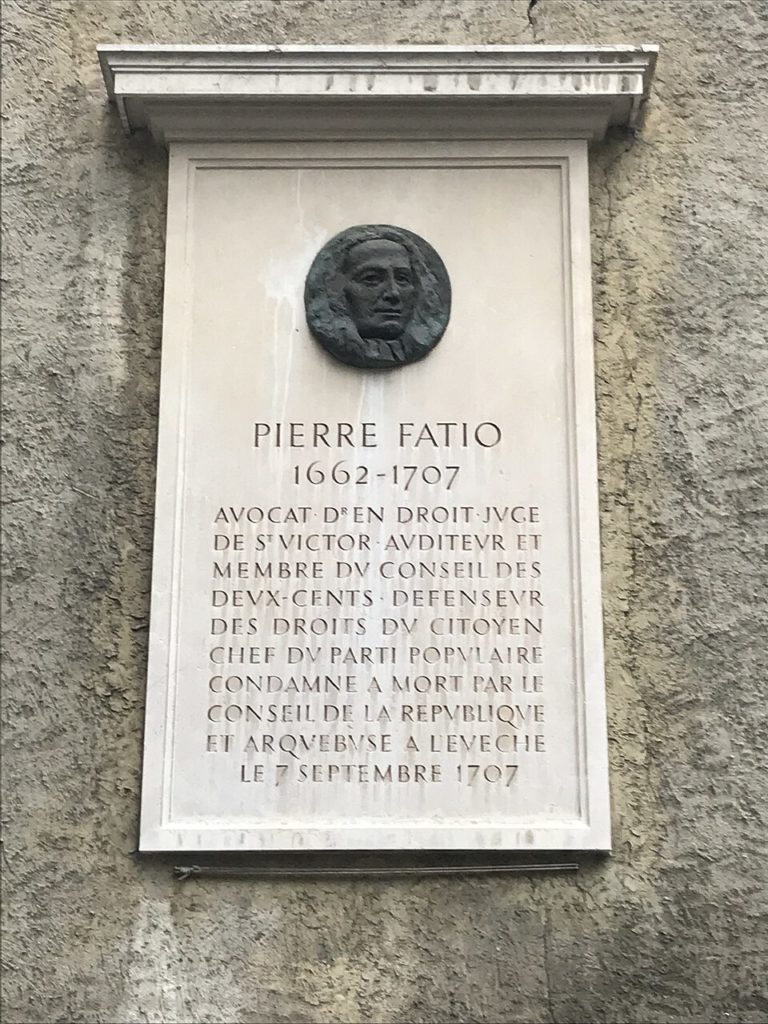 PIERRE FATIO
1662-1707
AVOCAT · DR EN DROIT · JVGE
DE ST VICTOR · AVDITEVR ET
MEMBRE DV CONSEIL DES
DEVX-CENTS · DEFENSEVR
DES DROITS DV CITOYEN
CHEF DV PARTI POPVLAIRE
CONDAMNE A MORT PAR LE
CONSEIL DE LA REPVBLIQVE
ET ARQVEBVSE A L'EVECHE
LE 7 SEPTEMBRE 1707